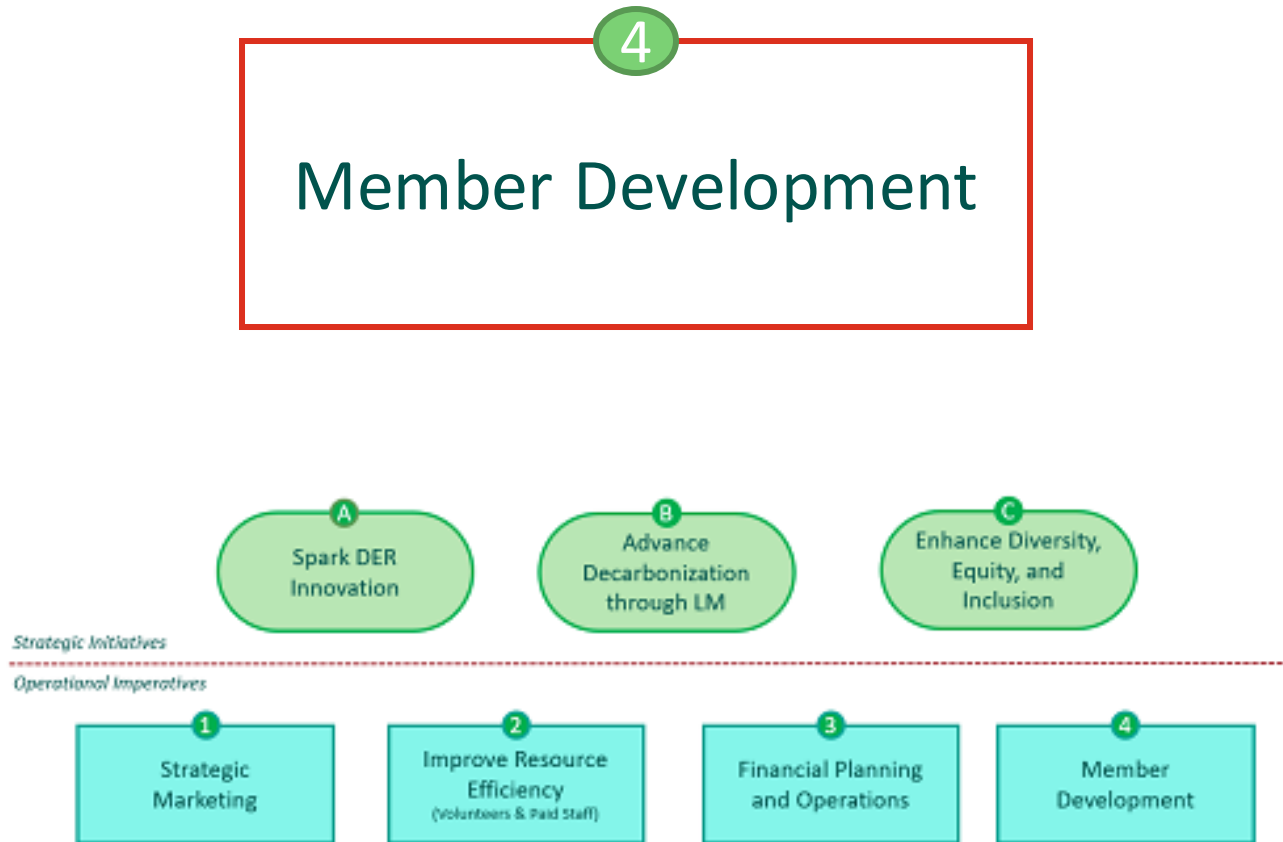 4
Member Development
A
Spark DER
Innovation
B
Advance
Decarbonization
through LM
C
Enhance Diversity,
Equity, and
Inclusion
Strategic Initiatives
Operational Imperatives
1
Strategic
Marketing
2
Improve Resource
Efficiency
(Volunteers & Paid Staff)
3
Financial Planning
and Operations
4
Member
Development